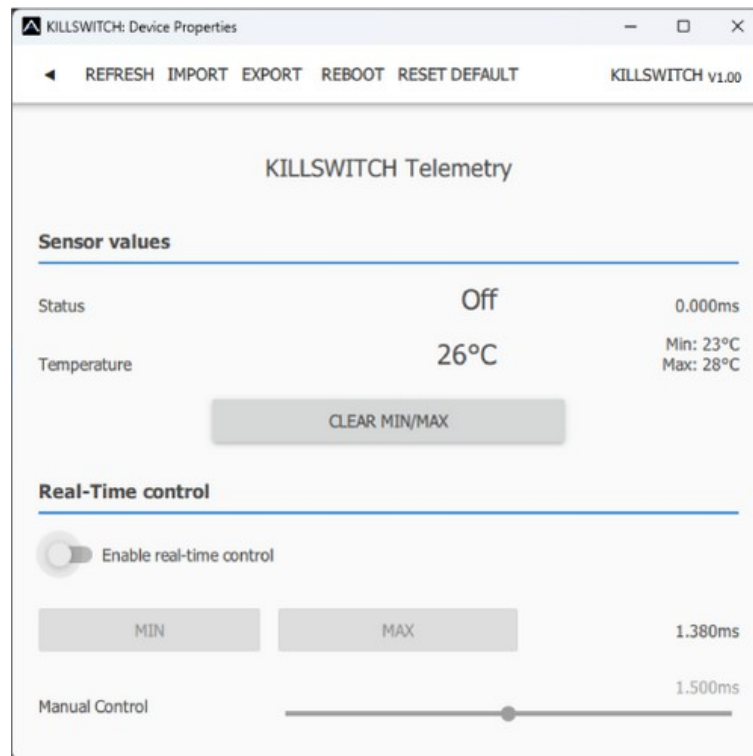 KILLSWITCH: Device Properties
REFRESH IMPORT EXPORT REBOOT RESET DEFAULT KILLSWITCH V1.00
KILLSWITCH Telemetry
Sensor values
Status Off 0.000ms
Temperature 26°C Min: 23°C
Max: 28°C
CLEAR MIN/MAX
Real-Time control
Enable real-time control
MIN MAX 1.380ms
1.500ms
Manual Control